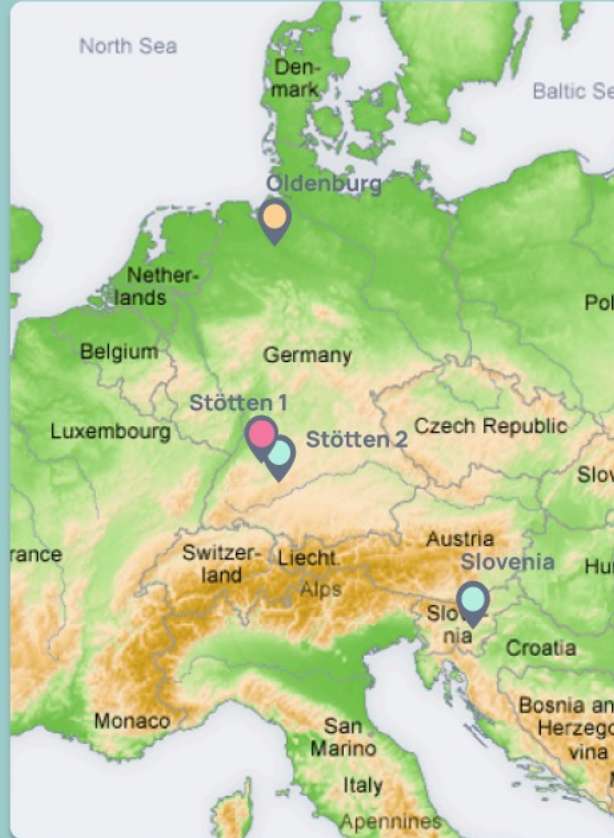 North Sea
Den-
mark
Baltic Se
Oldenburg
Nether-
lands
Pol
Belgium
Germany
Stötten 1
Luxembourg
Stötten 2
Czech Republic
Slov
rance
Switzer-
land
Liecht.
Austria
Slovenia
Hu
Alps
Slo
nia
Croatia
Monaco
San
Marino
Bosnia an
Herzego
vina
Italy
Apennines